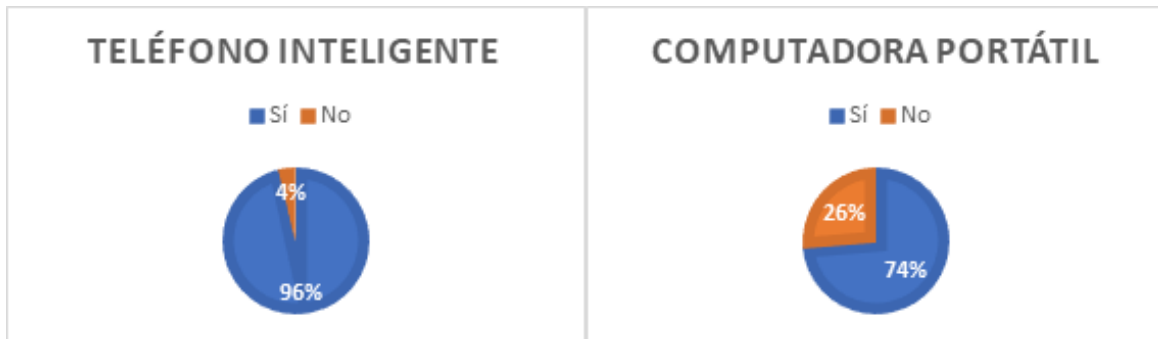 TELÉFONO INTELIGENTE
Sí No
4%
96%
COMPUTADORA PORTÁTIL
Sí No
26%
74%